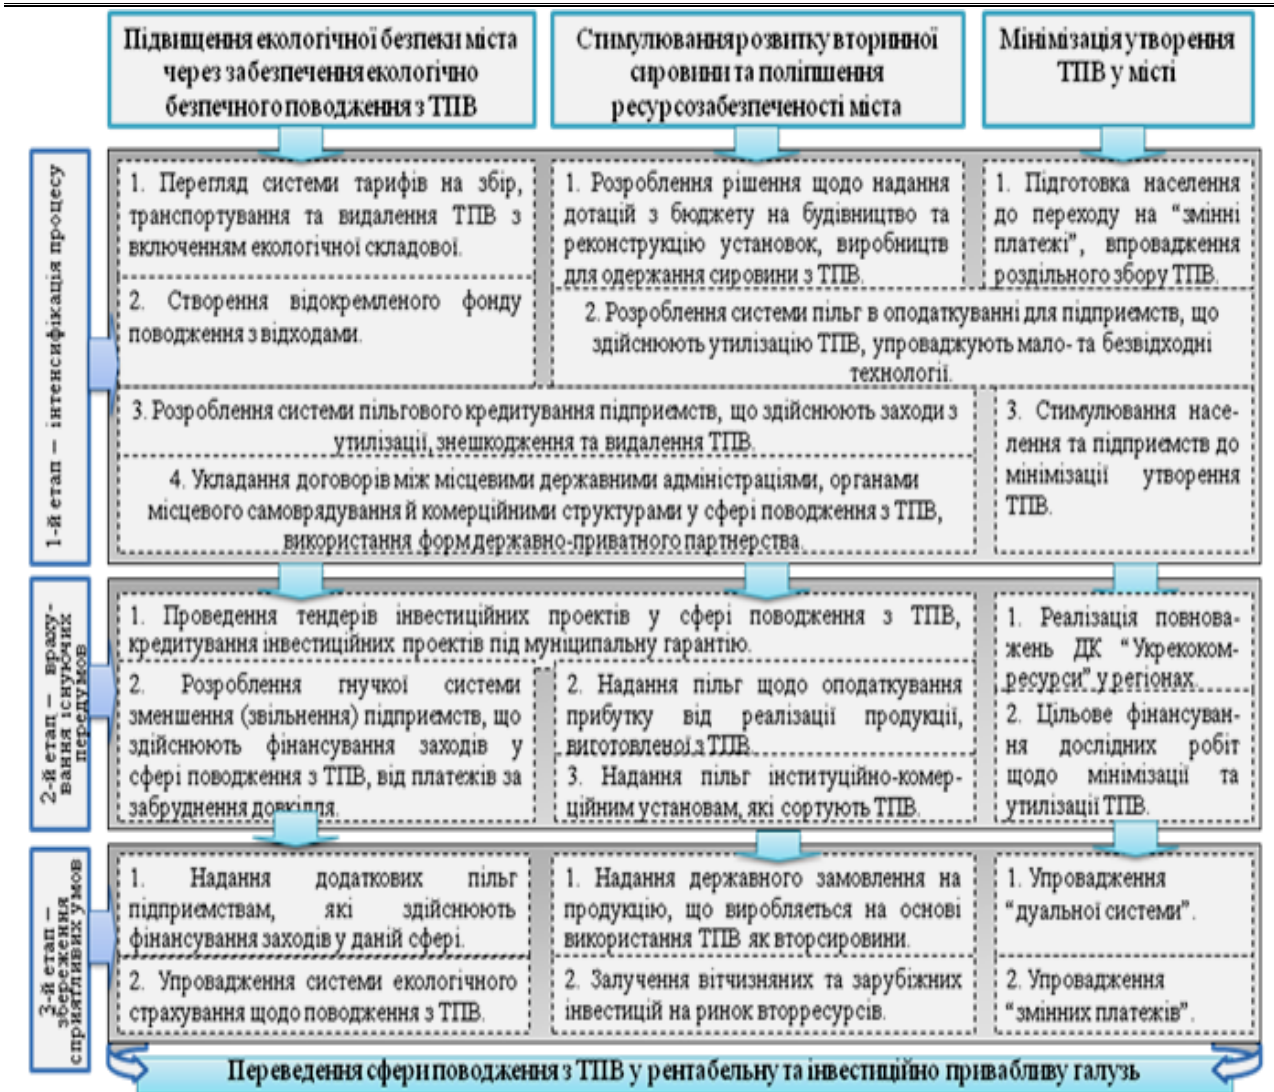 Підвищення екологічної безпеки міста
через забезпечення екологічно
безпечного поводження з ТПВ
Стимулювання розвитку вторинної
сировини та поліпшення
ресурсозабезпеченості міста
Мінімізація утворення
ТПВ у місті
1-й етап — інтенсифікація процесу
1. Перегляд системи тарифів на збір,
транспортування та видалення ТПВ з
включенням екологічної складової.
2. Створення відокремленого фонду
поводження з відходами.
1. Розроблення рішення щодо надання
дотацій з бюджету на будівництво та
реконструкцію установок, виробництв
для одержання сировини з ТПВ.
1. Підготовка населення
до переходу на “змінні
платежі”, впровадження
роздільного збору ТПВ.
2. Розроблення системи пільг в оподаткуванні для підприємств, що
здійснюють утилізацію ТПВ, упроваджують мало- та безвідходні
технології.
3. Розроблення системи пільгового кредитування підприємств, що здійснюють заходи з
утилізації, знешкодження та видалення ТПВ.
4. Укладання договорів між місцевими державними адміністраціями, органами
місцевого самоврядування й комерційними структурами у сфері поводження з ТПВ,
використання форм державно-приватного партнерства.
3. Стимулювання насе-
лення та підприємств до
мінімізації утворення
ТПВ.
2-й етап — враху-
вання існуючих
передумов
1. Проведення тендерів інвестиційних проектів у сфері поводження з ТПВ,
кредитування інвестиційних проектів під муніципальну гарантію.
2. Розроблення гнучкої системи
зменшення (звільнення) підприємств, що
здійснюють фінансування заходів у
сфері поводження з ТПВ, від платежів за
забруднення довкілля.
2. Надання пільг щодо оподаткування
прибутку від реалізації продукції,
виготовленої з ТПВ.
3. Надання пільг інституційно-комер-
ційним установам, які сортують ТПВ.
1. Реалізація повнова-
жень ДК “Укрекоком-
ресурси” у регіонах.
2. Цільове фінансуван-
ня дослідних робіт
щодо мінімізації та
утилізації ТПВ.
3-й етап —
збереження
сприятливих умов
1. Надання додаткових пільг
підприємствам, які здійснюють
фінансування заходів у даній сфері.
2. Упровадження системи екологічного
страхування щодо поводження з ТПВ.
1. Надання державного замовлення на
продукцію, що виробляється на основі
використання ТПВ як вторсировини.
2. Залучення вітчизняних та зарубіжних
інвестицій на ринок вторресурсів.
1. Упровадження
“дуальної системи”.
2. Упровадження
“змінних платежів”.
Переведення сфери поводження з ТПВ у рентабельну та інвестиційно привабливу галузь